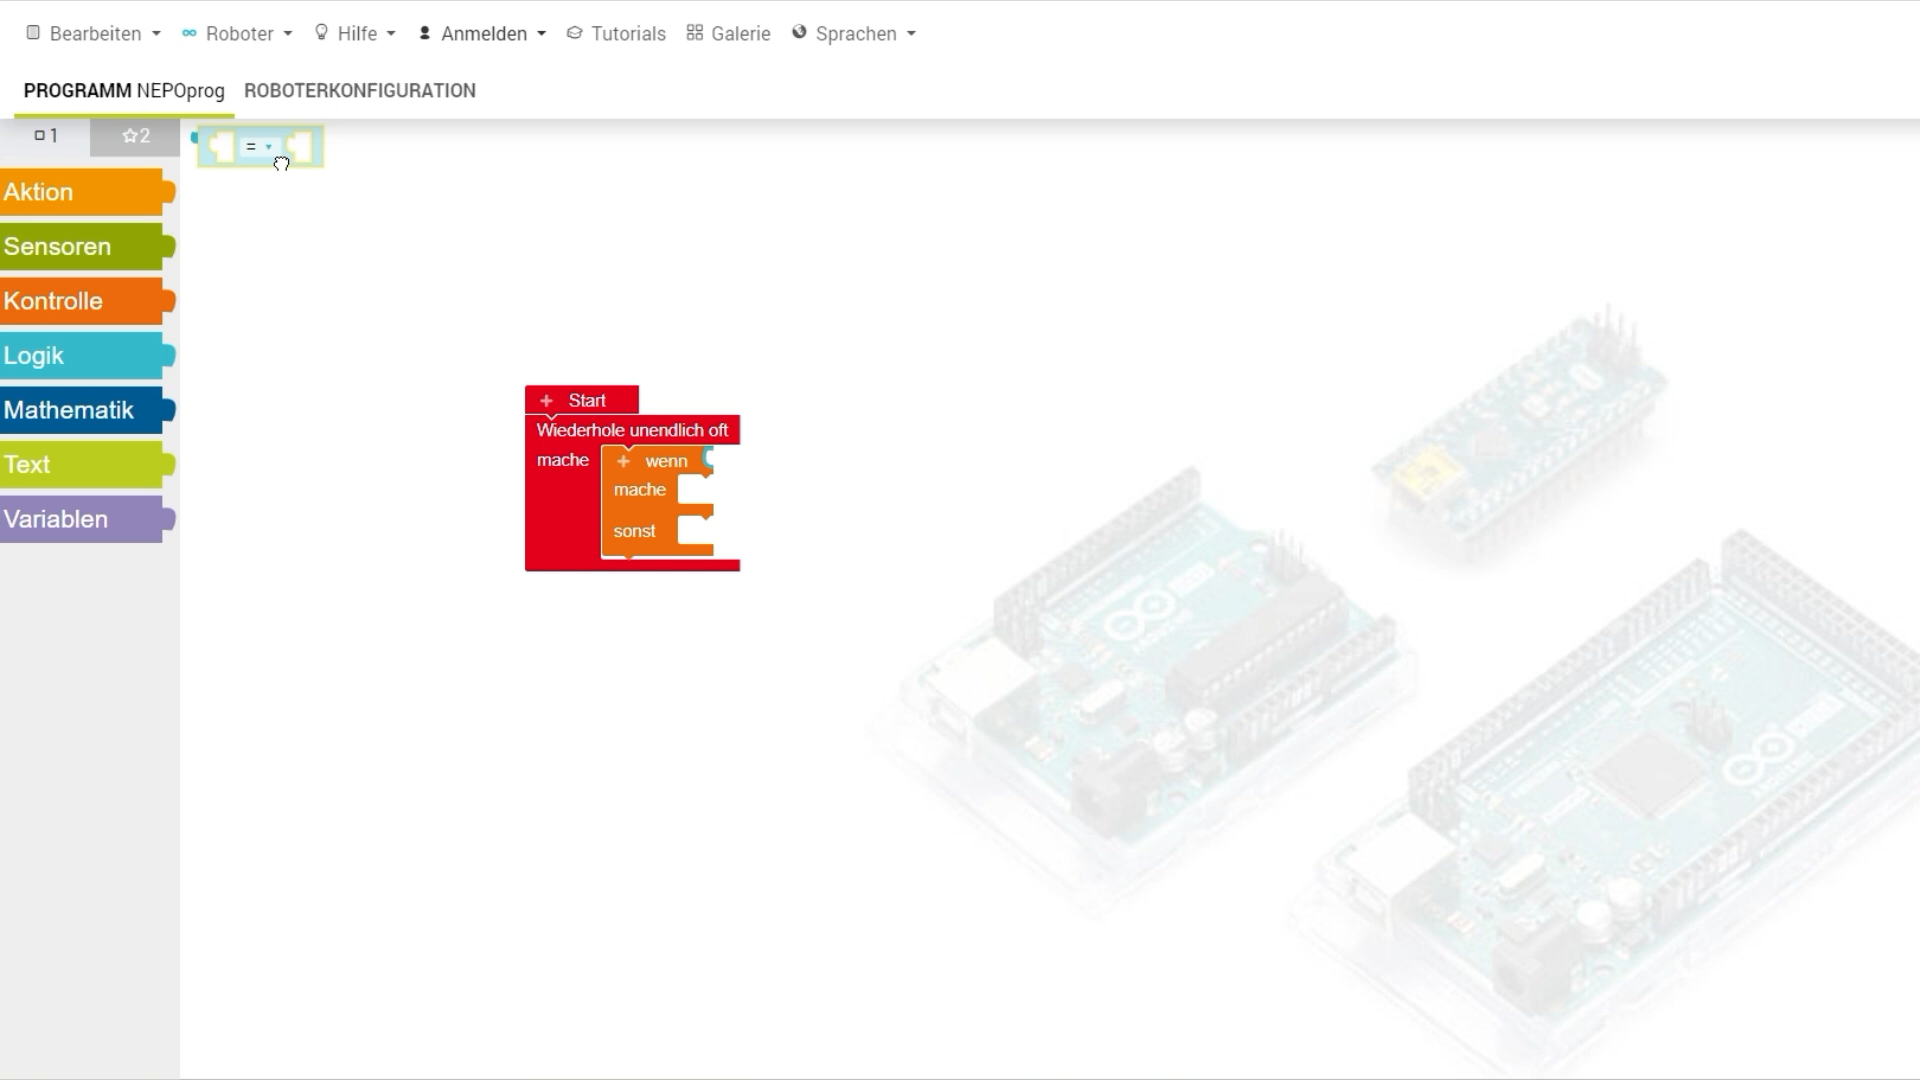 Bearbeiten Roboter Hilfe Anmelden Tutorials Galerie Sprachen
PROGRAMM NEPOprog ROBOTERKONFIGURATION
1 2
=
Aktion
Sensoren
Kontrolle
Logik
Mathematik
Text
Variablen
+ Start
Wiederhole unendlich oft
mache + wenn
mache
sonst